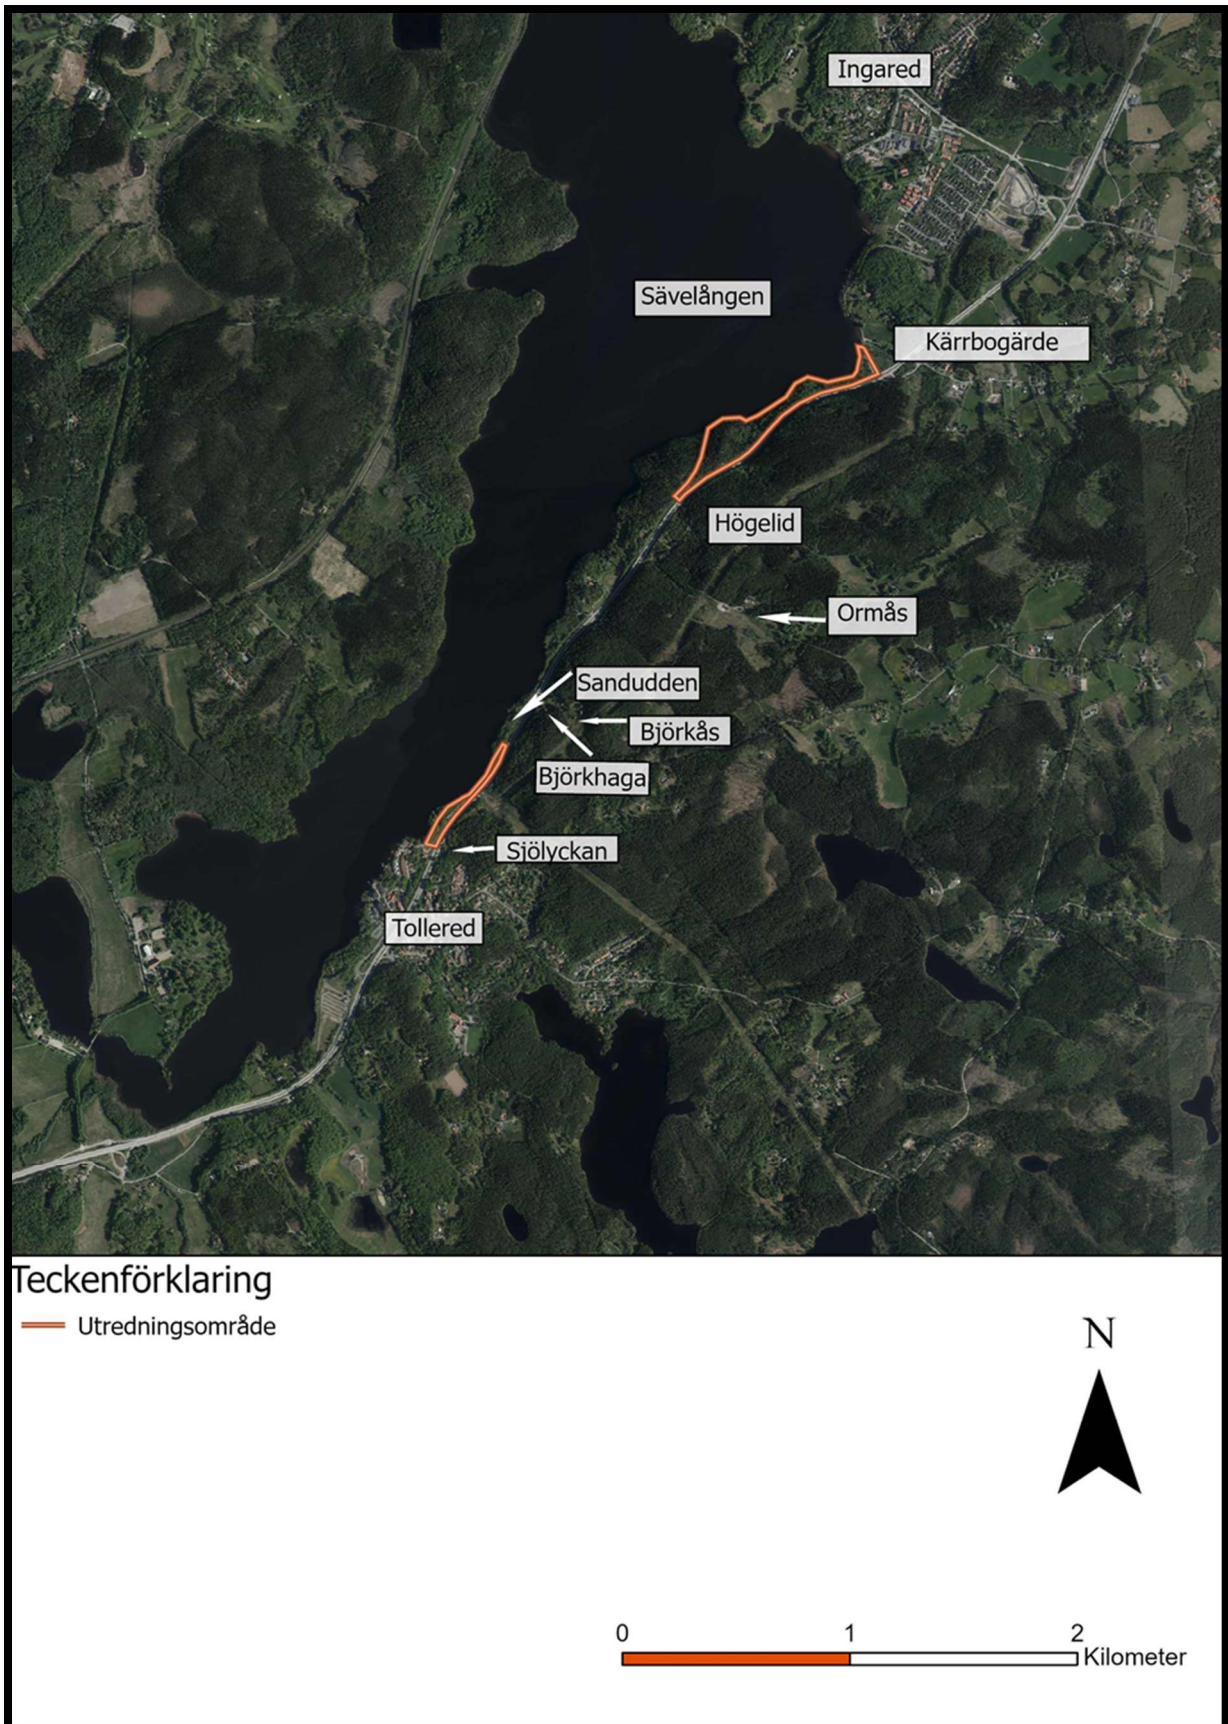 Ingared
Sävelången
Kärrbogärde
Högelid
Ormås
Sandudden
Björkås
Björkhaga
Sjölyckan
Tollered
Teckenförklaring
Utredningsområde
N
0 1 2
Kilometer